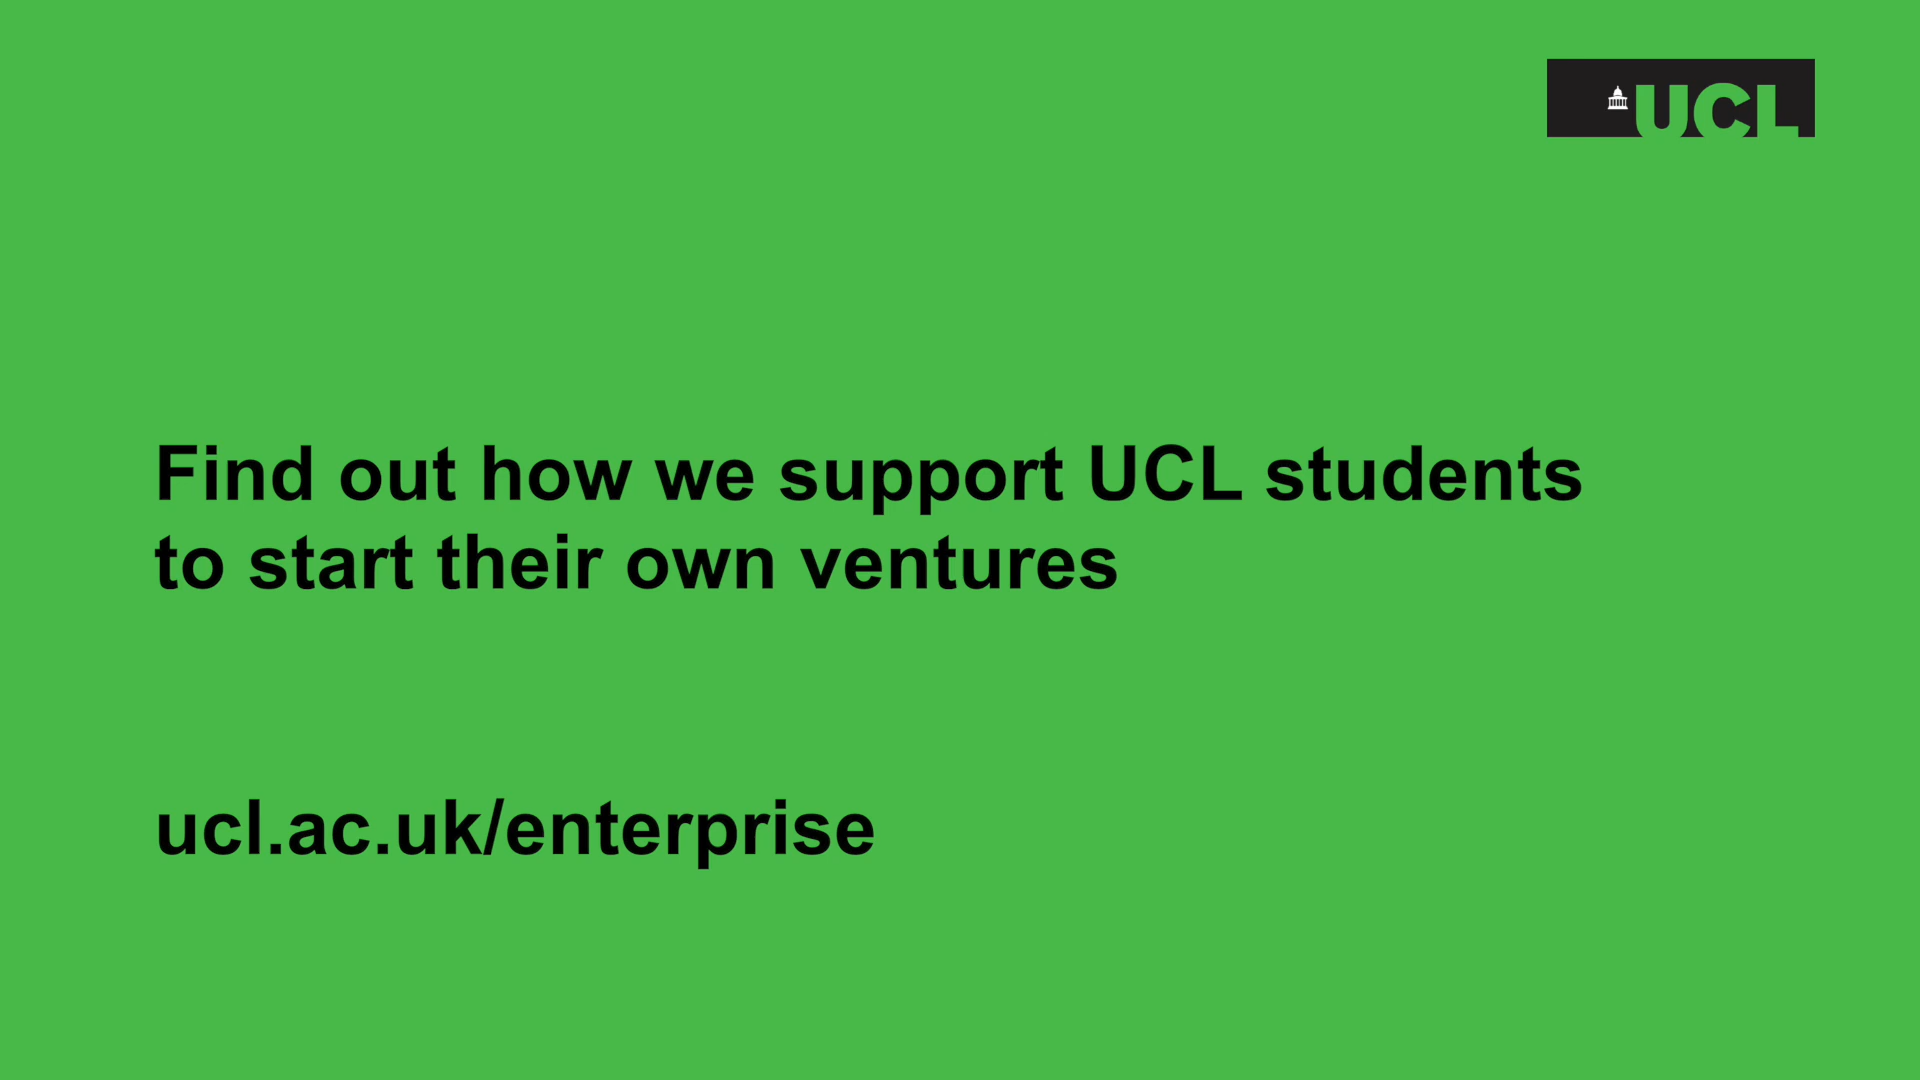 UCL
Find out how we support UCL students
to start their own ventures
ucl.ac.uk/enterprise